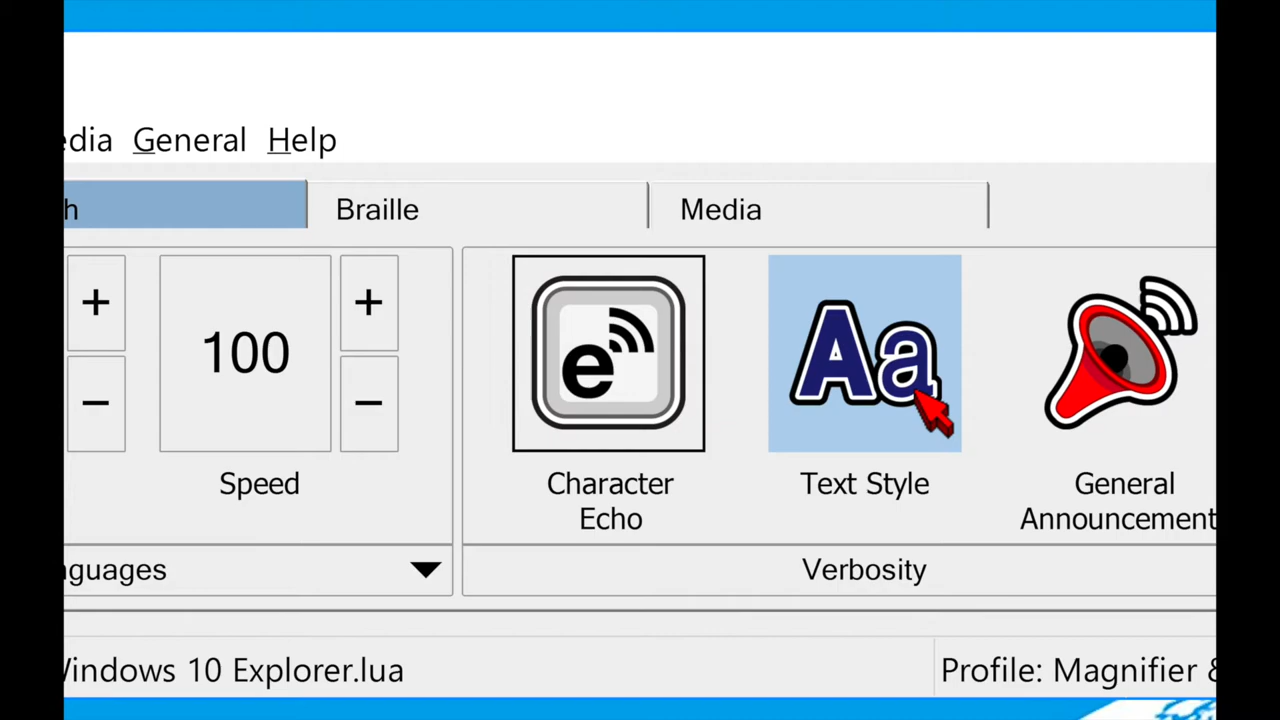 edia General Help
h Braille Media
+ 100 +
− −
Speed
Character
Echo
Text Style
General
Announcement
nguages
Verbosity
Windows 10 Explorer.lua
Profile: Magnifier &